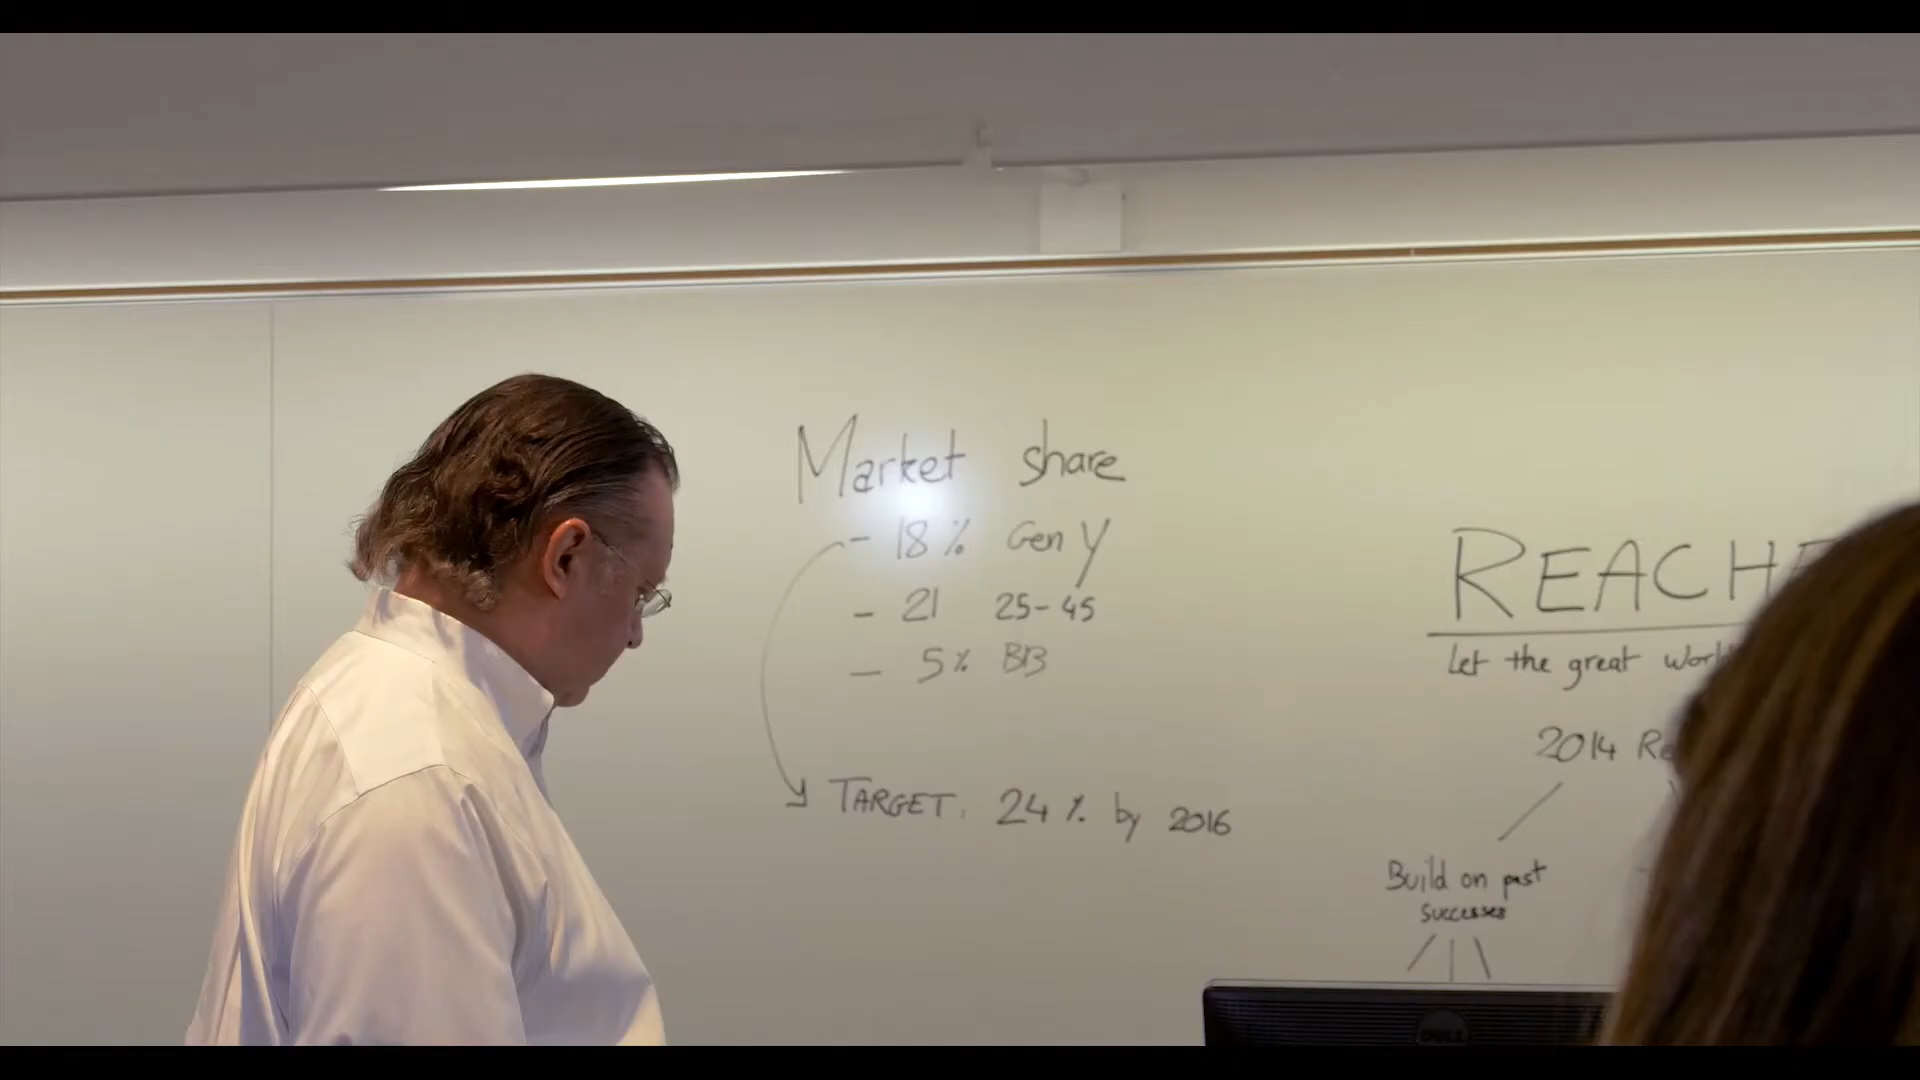 Market share
- 18% Gen Y
- 21 25-45
- 5% BB
TARGET: 24% by 2016
REACH
Let the great
2014
Build on past
successes
DELL